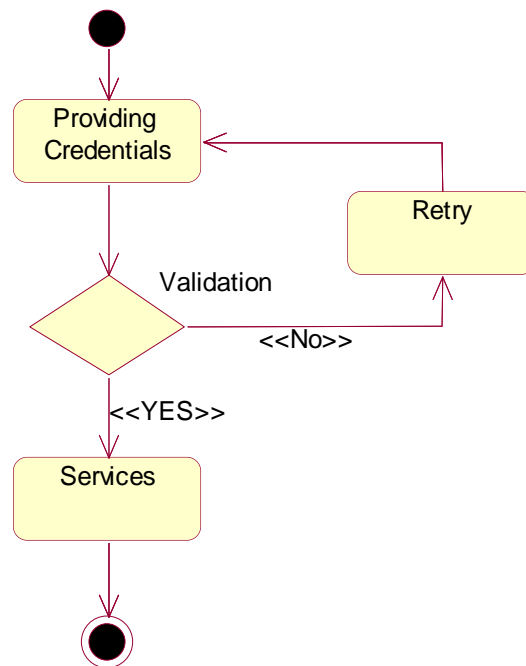 Providing
Credentials
Retry
Validation
<<No>>
<<YES>>
Services